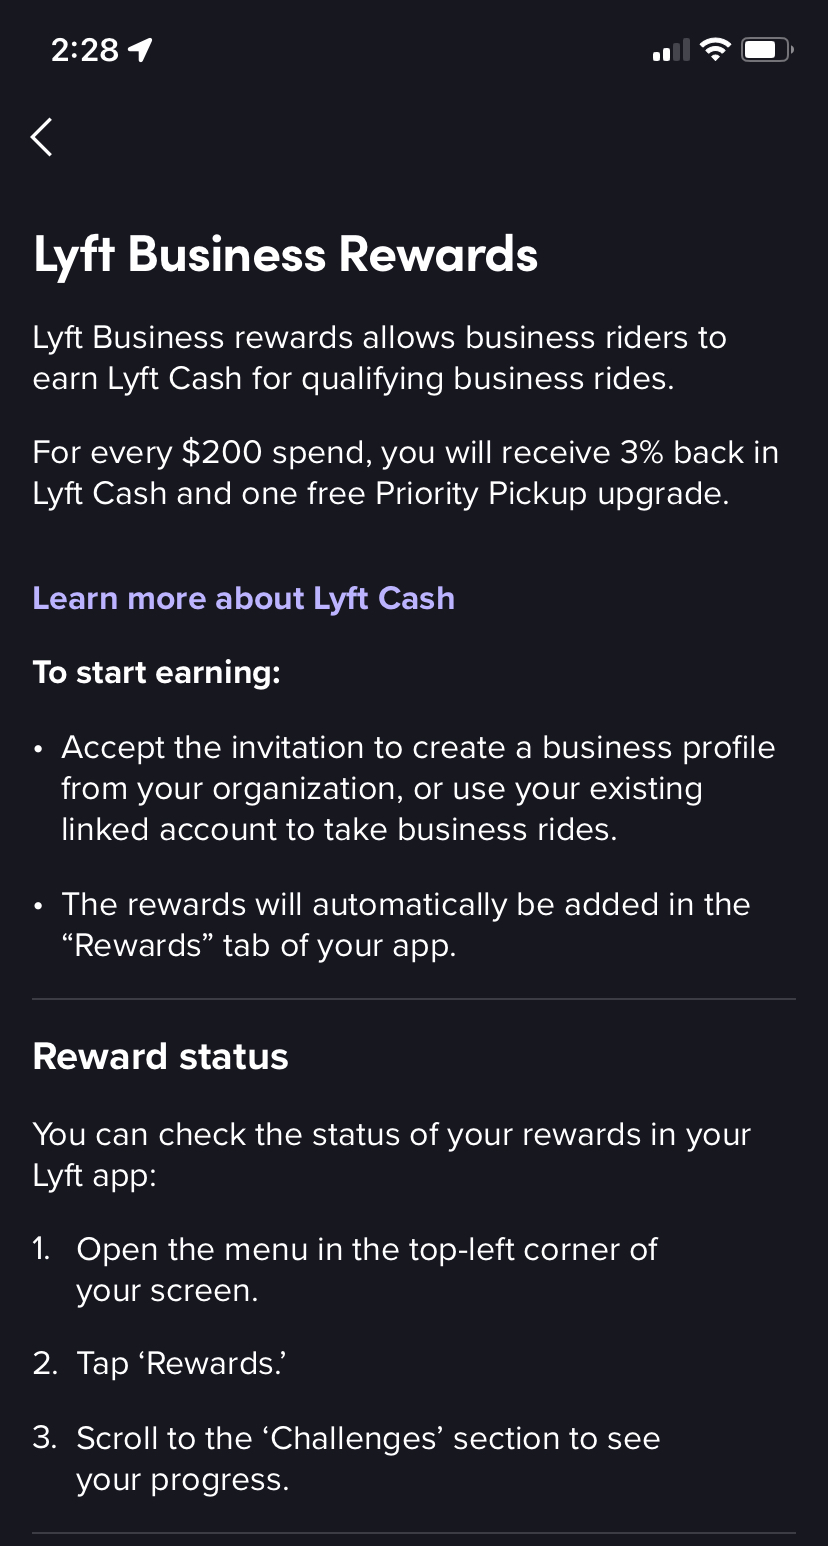 2:28
Lyft Business Rewards
Lyft Business rewards allows business riders to
earn Lyft Cash for qualifying business rides.
For every $200 spend, you will receive 3% back in
Lyft Cash and one free Priority Pickup upgrade.
Learn more about Lyft Cash
To start earning:
• Accept the invitation to create a business profile
from your organization, or use your existing
linked account to take business rides.
• The rewards will automatically be added in the
“Rewards” tab of your app.
Reward status
You can check the status of your rewards in your
Lyft app:
1. Open the menu in the top-left corner of
your screen.
2. Tap ‘Rewards.’
3. Scroll to the ‘Challenges’ section to see
your progress.